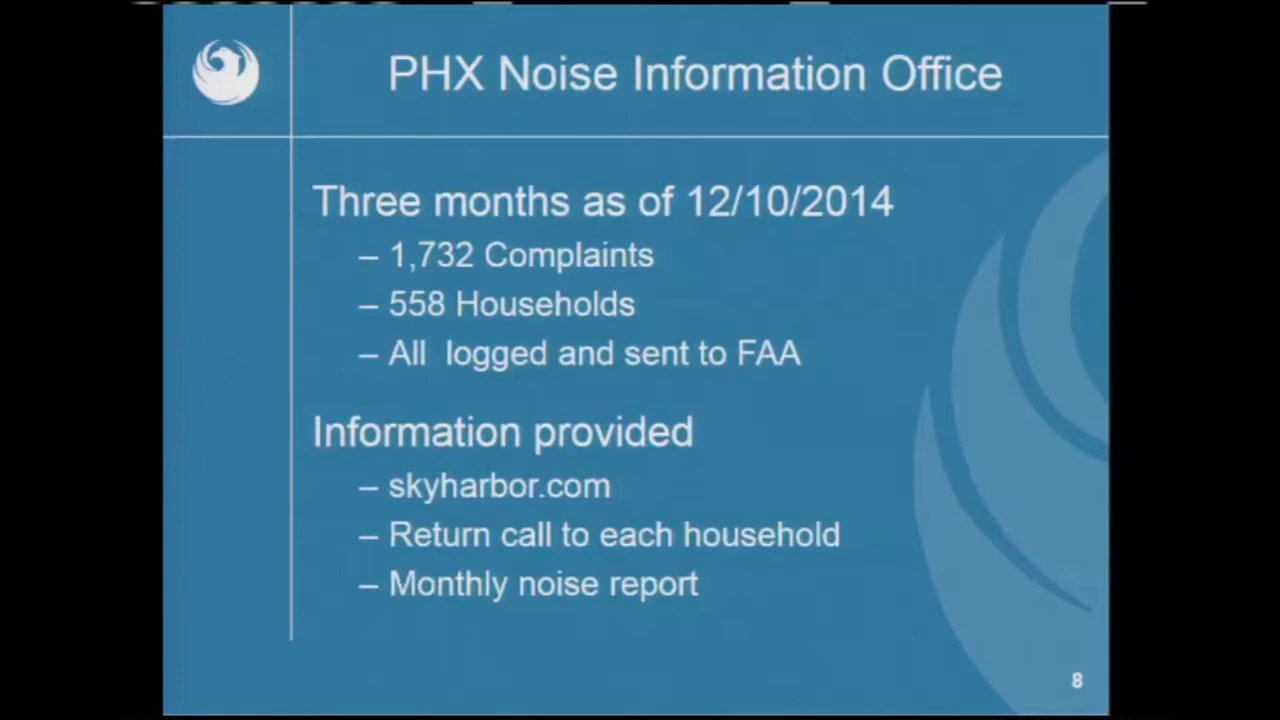 PHX Noise Information Office
Three months as of 12/10/2014
– 1,732 Complaints
– 558 Households
– All logged and sent to FAA
Information provided
– skyharbor.com
– Return call to each household
– Monthly noise report
8